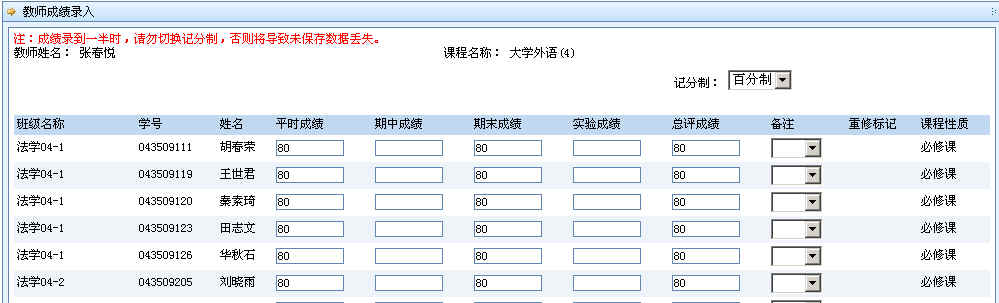 教师成绩录入
注：成绩录到一半时，请勿切换记分制，否则将导致未保存数据丢失。
教师姓名： 张春悦 课程名称： 大学外语(4)
记分制： 百分制
班级名称 学号 姓名 平时成绩 期中成绩 期末成绩 实验成绩 总评成绩 备注 重修标记 课程性质
法学04-1 043509111 胡春荣 80 80 80 必修课
法学04-1 043509119 王世君 80 80 80 必修课
法学04-1 043509120 秦素琦 80 80 80 必修课
法学04-1 043509123 田志文 80 80 80 必修课
法学04-1 043509126 华秋石 80 80 80 必修课
法学04-2 043509205 刘晓雨 80 80 80 必修课